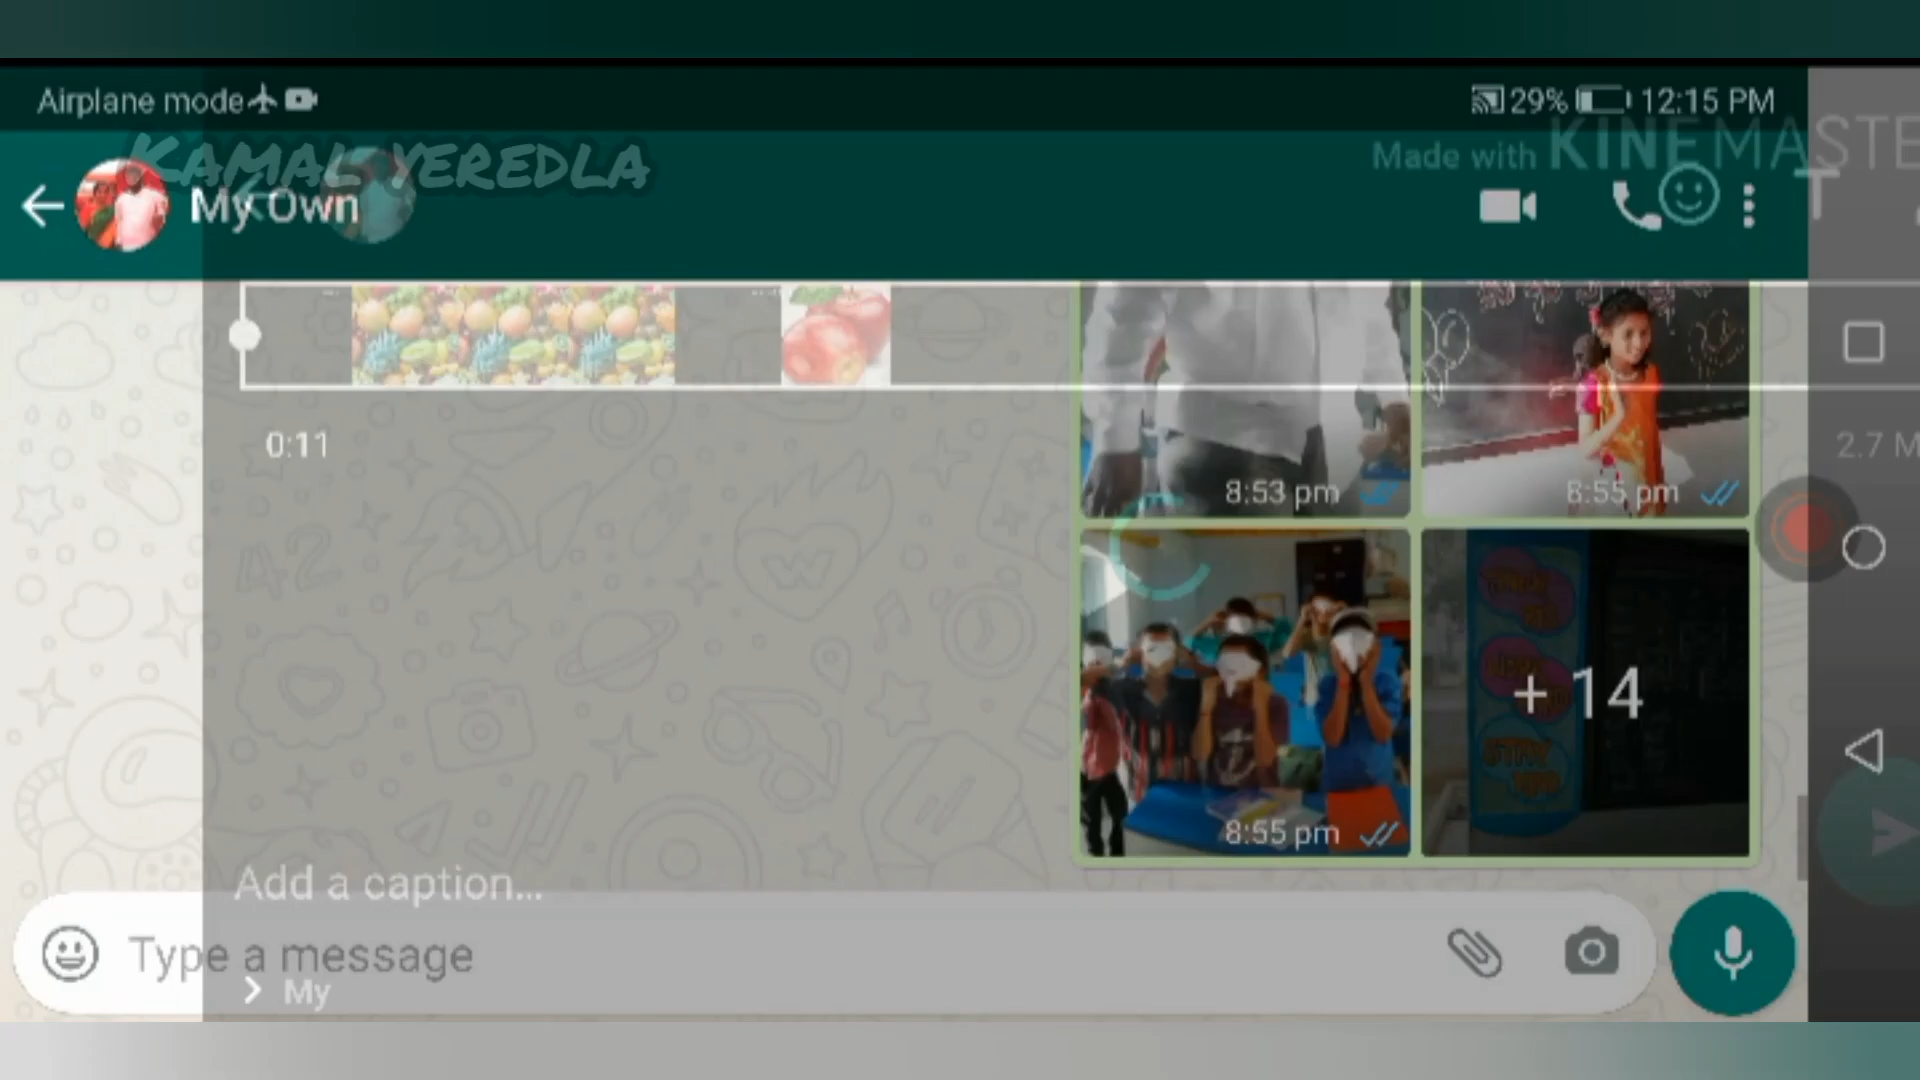 Airplane mode
29% 12:15 PM
KAMAL YEREDLA
Made with KINEMASTE
My Own
T
0:11
2.7 M
8:53 pm
8:55 pm
+14
8:55 pm
Add a caption...
Type a message
My